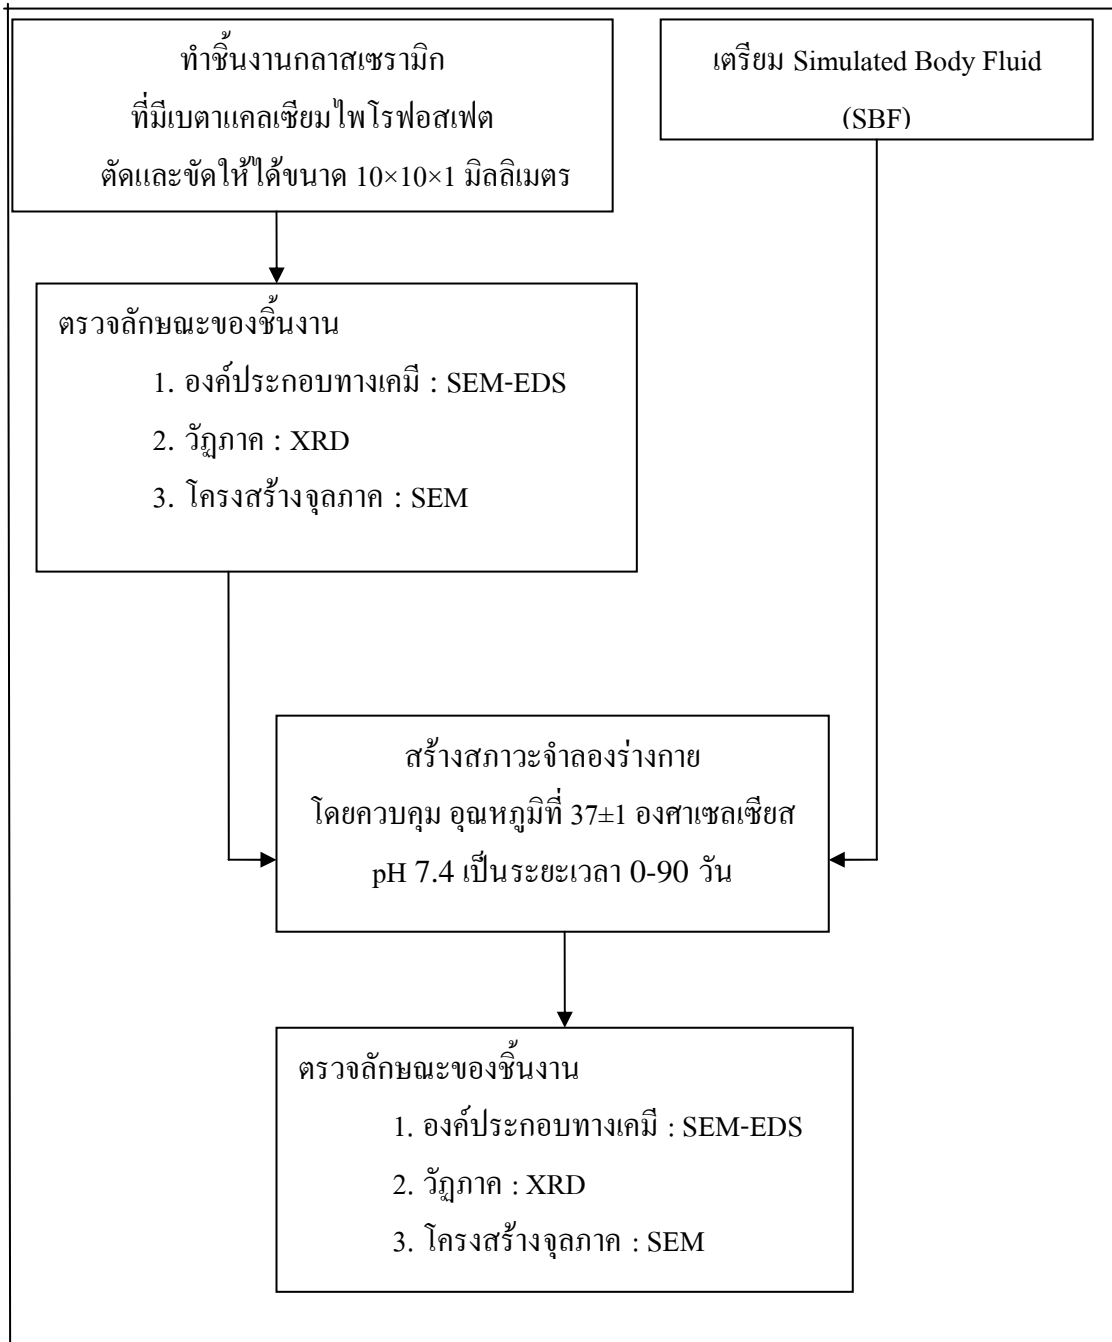 ทำชิ้นงานกลาสเซรามิก
ที่มีเบตาแคลเซียมไพโรฟอสเฟต
ตัดและขัดให้ได้ขนาด 10×10×1 มิลลิเมตร
เตรียม Simulated Body Fluid
(SBF)
ตรวจลักษณะของชิ้นงาน
1. องค์ประกอบทางเคมี : SEM-EDS
2. วัฏภาค : XRD
3. โครงสร้างจุลภาค : SEM
สร้างสภาวะจำลองร่างกาย
โดยควบคุม อุณหภูมิที่ 37±1 องศาเซลเซียส
pH 7.4 เป็นระยะเวลา 0-90 วัน
ตรวจลักษณะของชิ้นงาน
1. องค์ประกอบทางเคมี : SEM-EDS
2. วัฏภาค : XRD
3. โครงสร้างจุลภาค : SEM